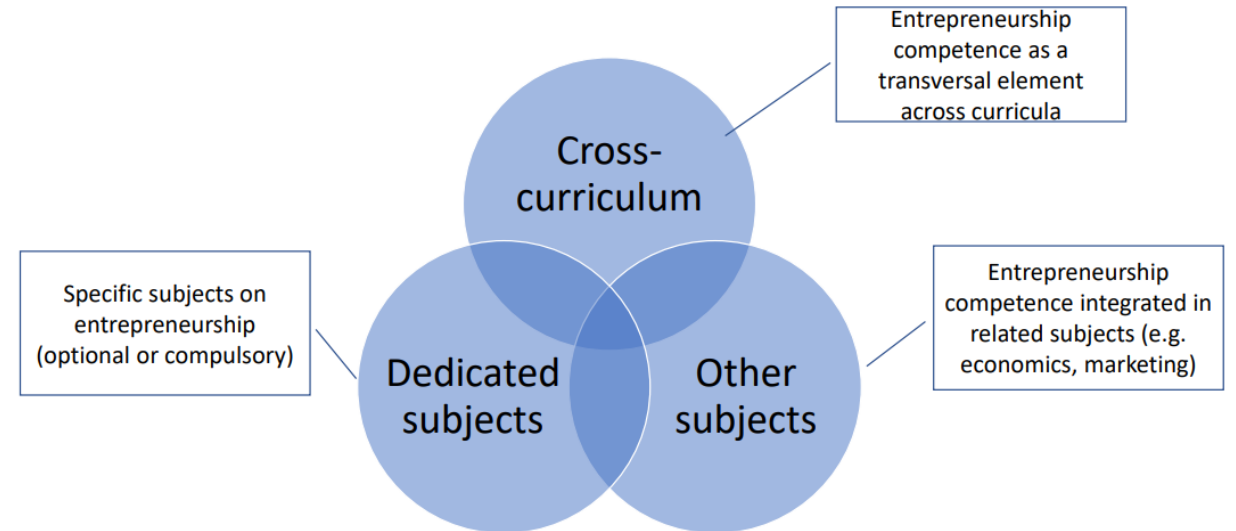 Entrepreneurship
competence as a
transversal element
across curricula
Cross-
curriculum
Specific subjects on
entrepreneurship
(optional or compulsory)
Entrepreneurship
competence integrated in
related subjects (e.g.
economics, marketing)
Dedicated
subjects
Other
subjects